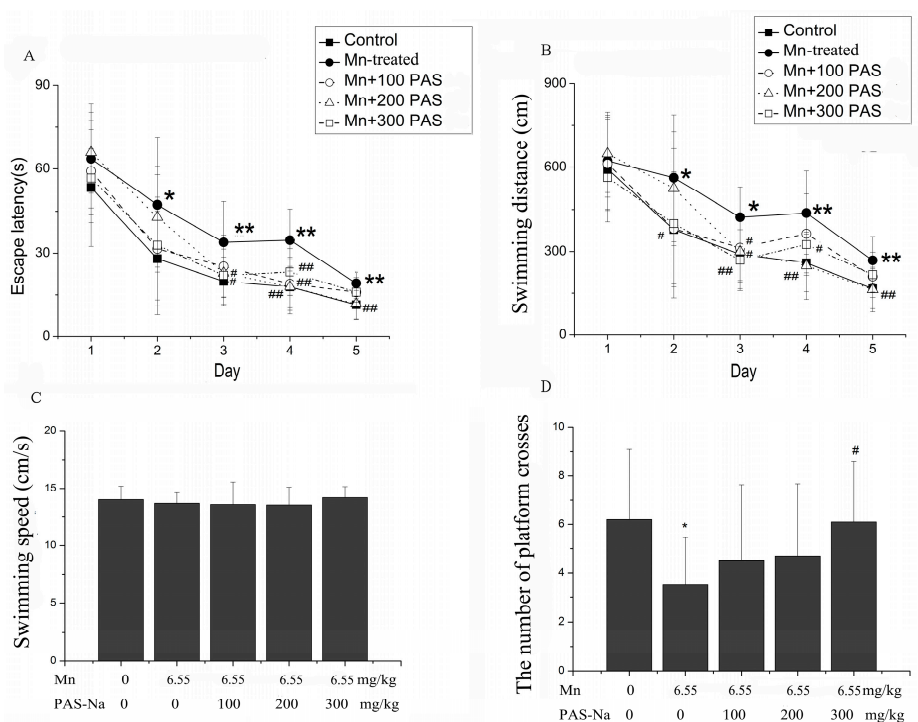 A
Control
Mn-treated
Mn+100 PAS
Mn+200 PAS
Mn+300 PAS
Escape latency(s)
90
60
30
0
*
**
**
**
#
#
##
##
##
##
1 2 3 4 5
Day
B
Control
Mn-treated
Mn+100 PAS
Mn+200 PAS
Mn+300 PAS
Swimming distance (cm)
900
600
300
0
*
*
**
**
#
#
#
##
#
##
##
1 2 3 4 5
Day
C
Swimming speed (cm/s)
20
15
10
5
0
Mn 0 6.55 6.55 6.55 6.55 mg/kg
PAS-Na 0 0 100 200 300 mg/kg
D
The number of platform crosses
10
8
6
4
2
0
*
#
Mn 0 6.55 6.55 6.55 6.55 mg/kg
PAS-Na 0 0 100 200 300 mg/kg